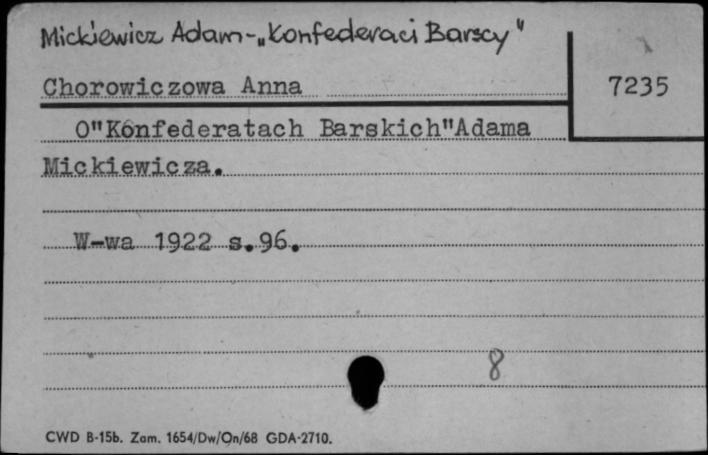 Mickiewicz Adam - „Konfederaci Barscy"
Chorowiczowa Anna
7235
O"Konfederatach Barskich"Adama
Mickiewicza.
W-wa 1922 s.96.
8
CWD B-15b. Zam. 1654/Dw/On/68 GDA-2710.